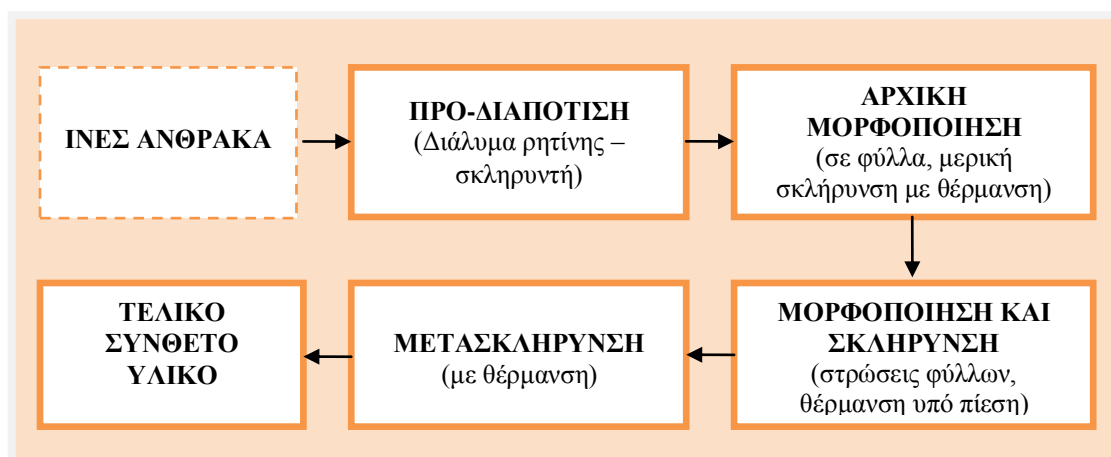 ΙΝΕΣ ΑΝΘΡΑΚΑ
ΠΡΟ-ΔΙΑΠΟΤΙΣΗ
(Διάλυμα ρητίνης –
σκληρυντή)
ΑΡΧΙΚΗ
ΜΟΡΦΟΠΟΙΗΣΗ
(σε φύλλα, μερική
σκλήρυνση με θέρμανση)
ΜΟΡΦΟΠΟΙΗΣΗ ΚΑΙ
ΣΚΛΗΡΥΝΣΗ
(στρώσεις φύλλων,
θέρμανση υπό πίεση)
ΜΕΤΑΣΚΛΗΡΥΝΣΗ
(με θέρμανση)
ΤΕΛΙΚΟ
ΣΥΝΘΕΤΟ
ΥΛΙΚΟ